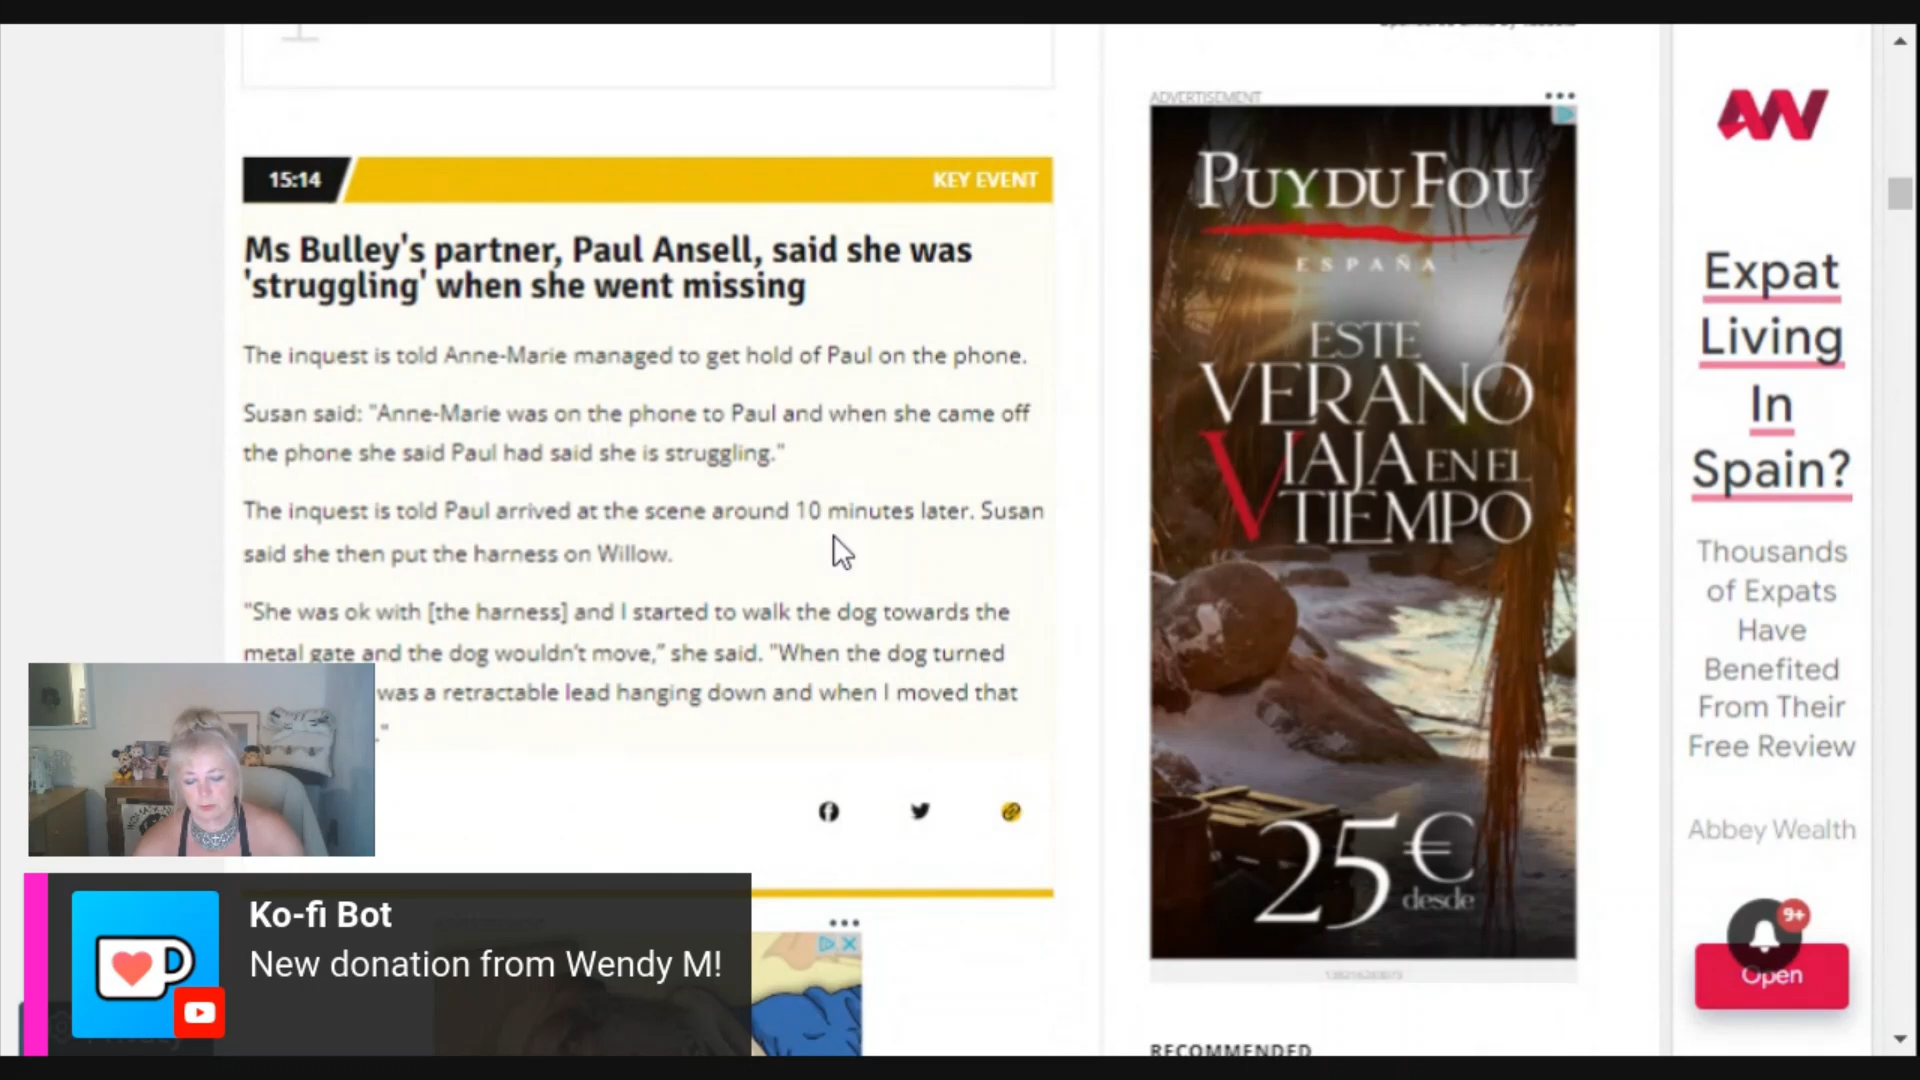 ADVERTISEMENT
15:14
KEY EVENT
Ms Bulley's partner, Paul Ansell, said she was
'struggling' when she went missing
The inquest is told Anne-Marie managed to get hold of Paul on the phone.
Susan said: "Anne-Marie was on the phone to Paul and when she came off
the phone she said Paul had said she is struggling."
The inquest is told Paul arrived at the scene around 10 minutes later. Susan
said she then put the harness on Willow.
"She was ok with [the harness] and I started to walk the dog towards the
metal gate and the dog wouldn't move," she said. "When the dog turned
was a retractable lead hanging down and when I moved that
."
Ko-fi Bot
New donation from Wendy M!
PUY DU FOU
ESPAÑA
ESTE
VERANO
VIAJA EN EL
TIEMPO
25€
desde
RECOMMENDED
Expat
Living
In
Spain?
Thousands
of Expats
Have
Benefited
From Their
Free Review
Abbey Wealth
9+
Open